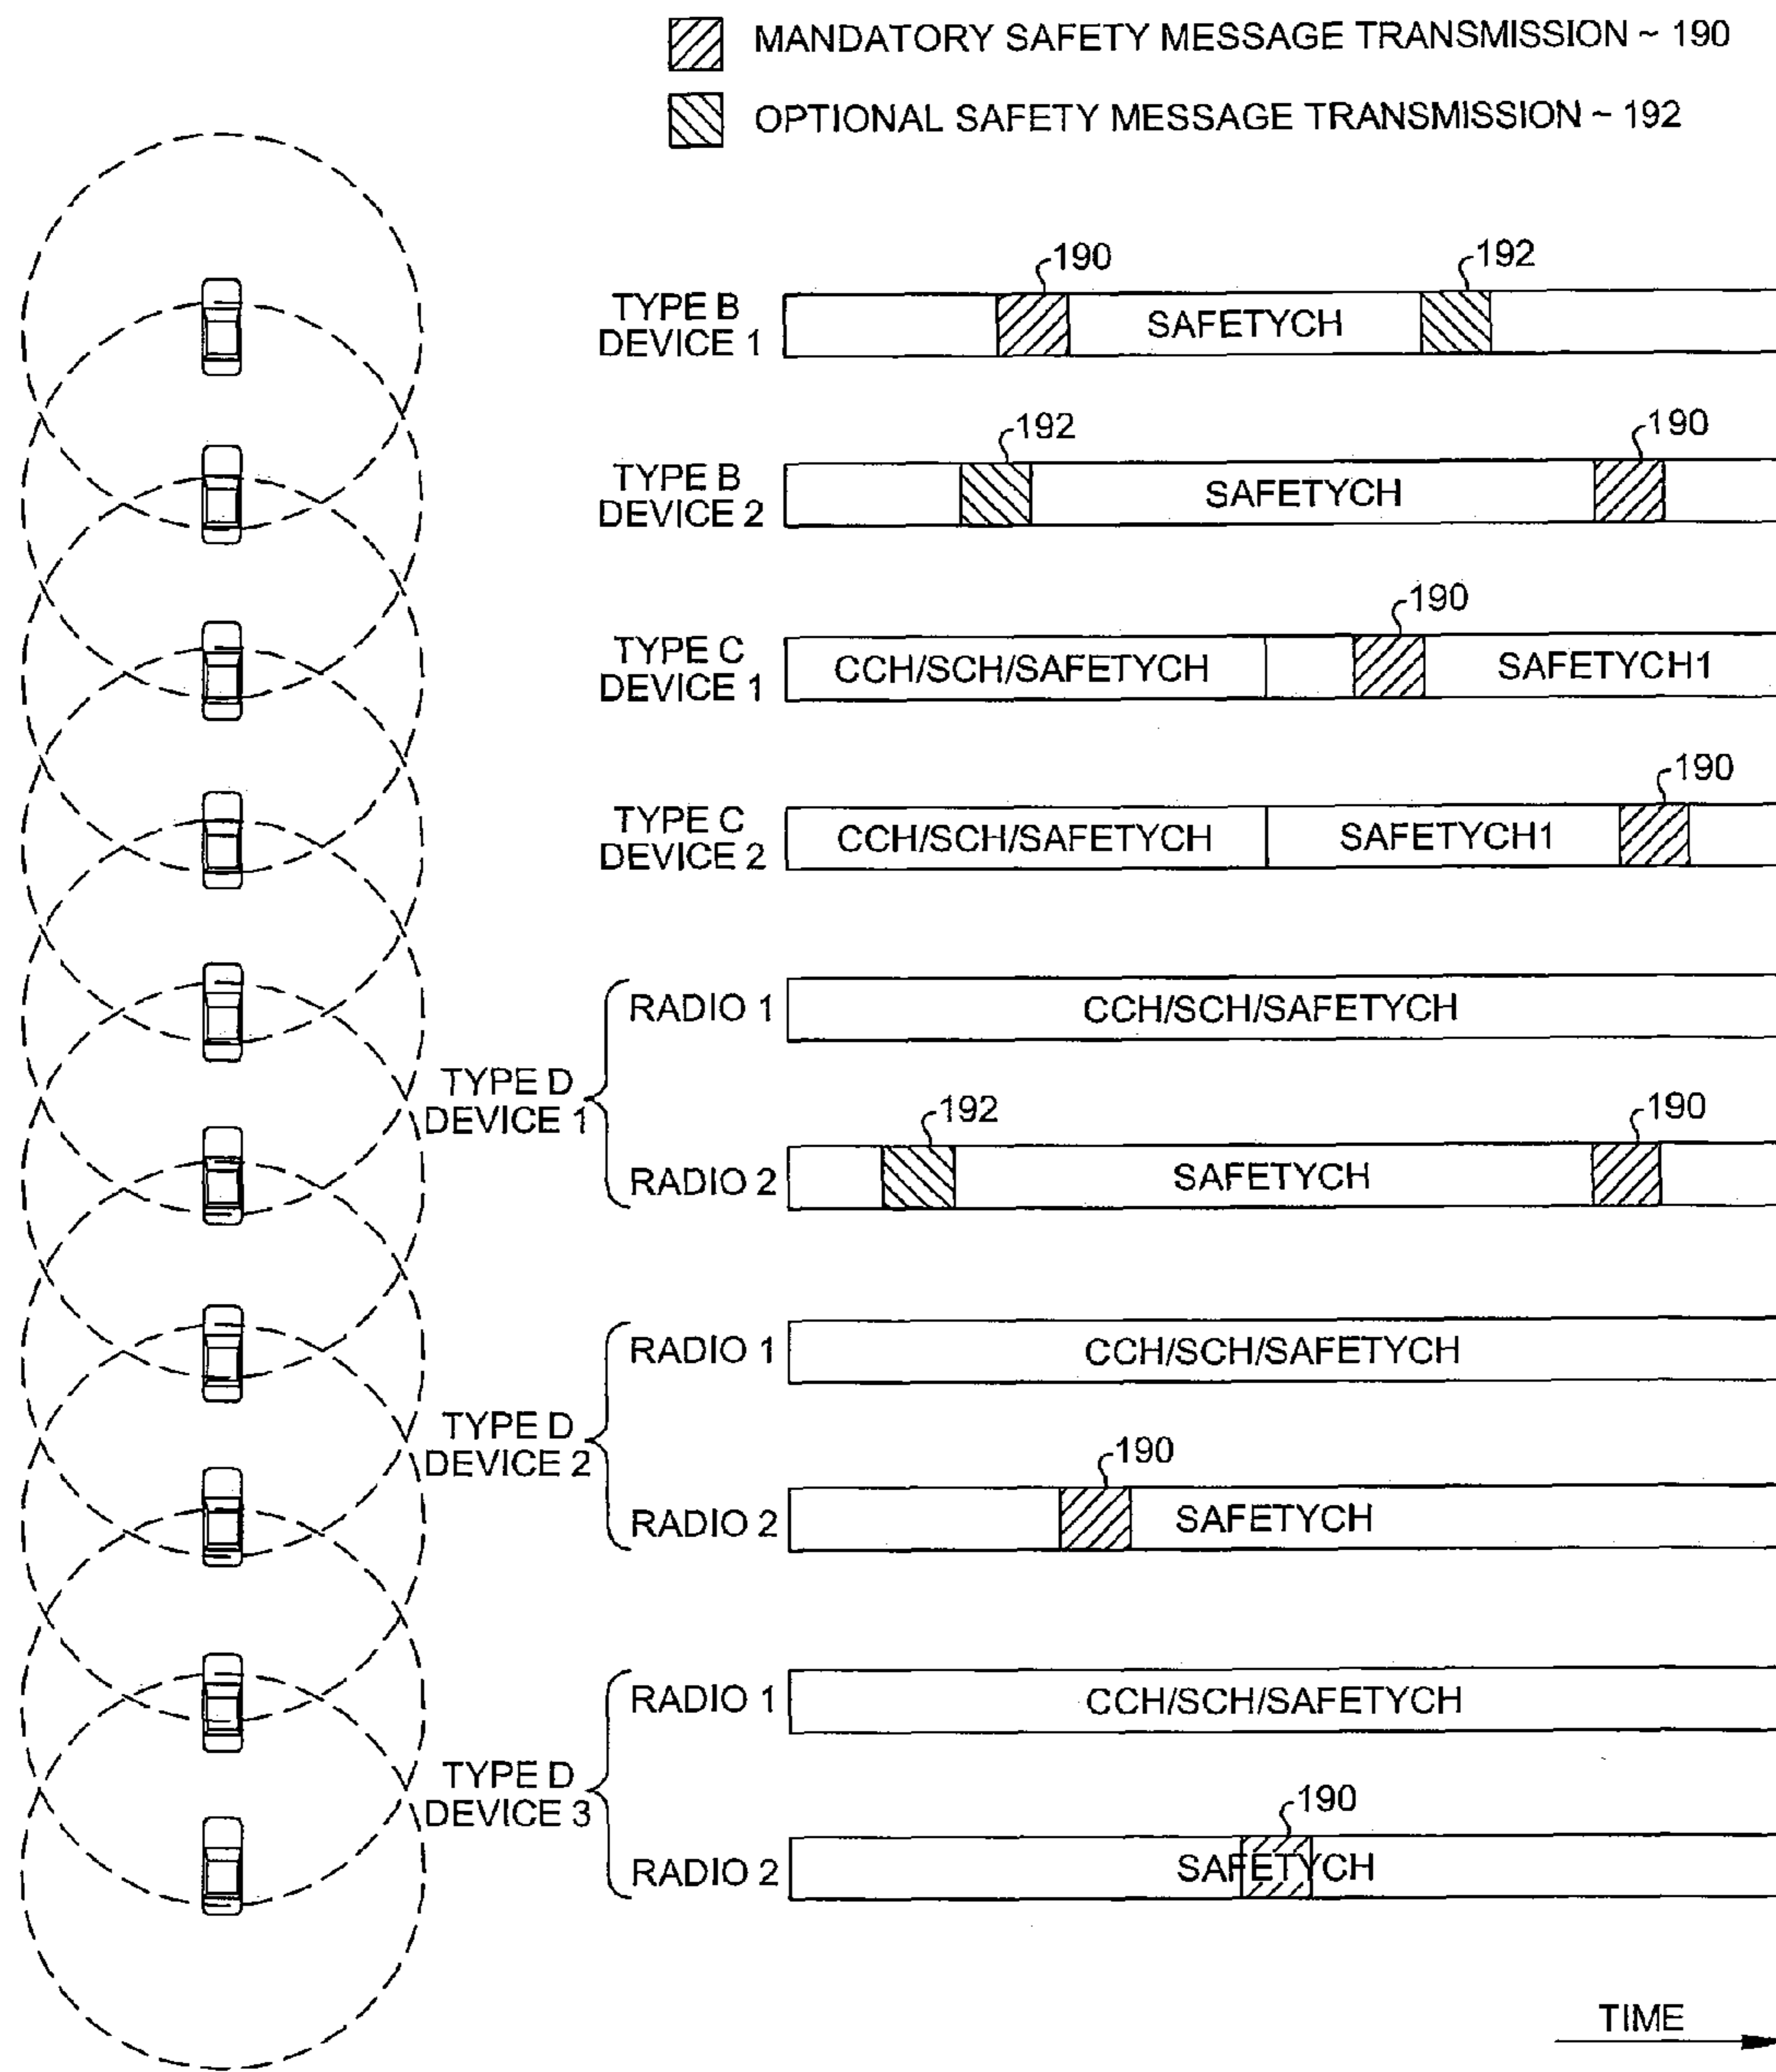 MANDATORY SAFETY MESSAGE TRANSMISSION ~ 190
OPTIONAL SAFETY MESSAGE TRANSMISSION ~ 192
190
192
TYPE B
DEVICE 1
SAFETYCH
192
190
TYPE B
DEVICE 2
SAFETYCH
190
TYPE C
DEVICE 1
CCH/SCH/SAFETYCH
SAFETYCH1
190
TYPE C
DEVICE 2
CCH/SCH/SAFETYCH
SAFETYCH1
TYPE D
DEVICE 1
RADIO 1
CCH/SCH/SAFETYCH
192
190
RADIO 2
SAFETYCH
TYPE D
DEVICE 2
RADIO 1
CCH/SCH/SAFETYCH
190
RADIO 2
SAFETYCH
TYPE D
DEVICE 3
RADIO 1
CCH/SCH/SAFETYCH
190
RADIO 2
SAFETYCH
TIME